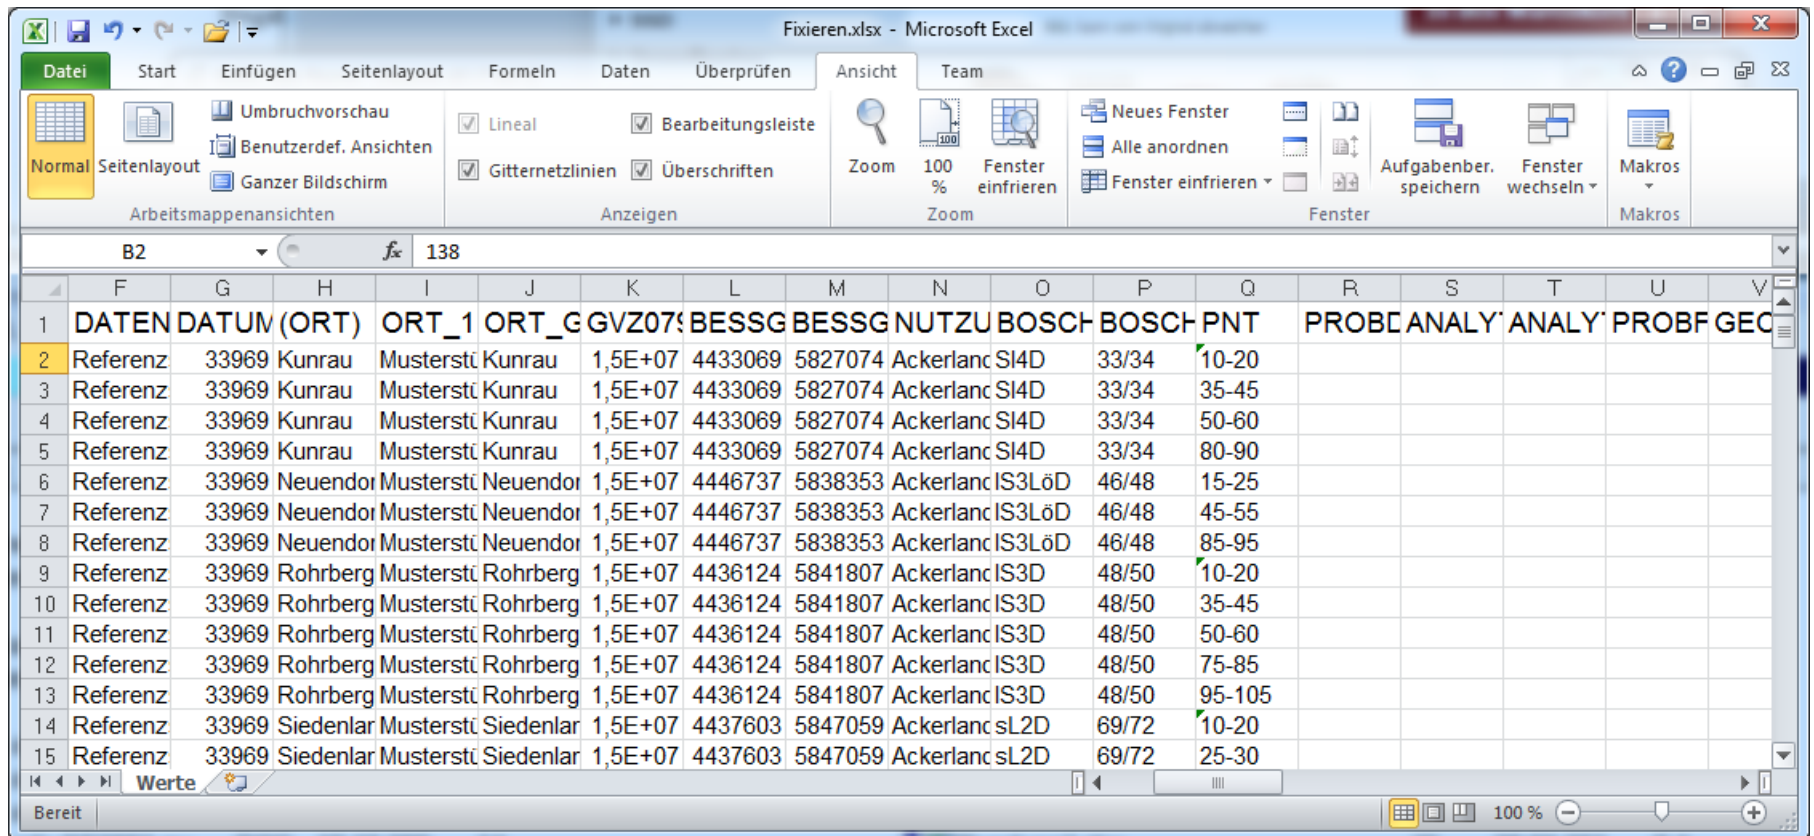 Fixieren.xlsx - Microsoft Excel
Datei Start Einfügen Seitenlayout Formeln Daten Überprüfen Ansicht Team
Normal Seitenlayout Umbruchvorschau Benutzerdef. Ansichten Ganzer Bildschirm
Arbeitsmappenansichten
Lineal Bearbeitungsleiste
Gitternetzlinien Überschriften
Anzeigen
Zoom 100 % Fenster einfrieren
Zoom
Neues Fenster
Alle anordnen
Fenster einfrieren
Aufgabenber. speichern Fenster wechseln
Fenster
Makros
Makros
B2 fx 138
F G H I J K L M N O P Q R S T U V
1 DATEN DATUM (ORT) ORT_1 ORT_G GVZ079 BESSG BESSG NUTZU BOSCH BOSCH PNT PROBD ANALYT ANALYT PROBF GEO
2 Referenz 33969 Kunrau Musterstü Kunrau 1,5E+07 4433069 5827074 Ackerland Sl4D 33/34 10-20
3 Referenz 33969 Kunrau Musterstü Kunrau 1,5E+07 4433069 5827074 Ackerland Sl4D 33/34 35-45
4 Referenz 33969 Kunrau Musterstü Kunrau 1,5E+07 4433069 5827074 Ackerland Sl4D 33/34 50-60
5 Referenz 33969 Kunrau Musterstü Kunrau 1,5E+07 4433069 5827074 Ackerland Sl4D 33/34 80-90
6 Referenz 33969 Neuendor Musterstü Neuendor 1,5E+07 4446737 5838353 Ackerland lS3LöD 46/48 15-25
7 Referenz 33969 Neuendor Musterstü Neuendor 1,5E+07 4446737 5838353 Ackerland lS3LöD 46/48 45-55
8 Referenz 33969 Neuendor Musterstü Neuendor 1,5E+07 4446737 5838353 Ackerland lS3LöD 46/48 85-95
9 Referenz 33969 Rohrberg Musterstü Rohrberg 1,5E+07 4436124 5841807 Ackerland lS3D 48/50 10-20
10 Referenz 33969 Rohrberg Musterstü Rohrberg 1,5E+07 4436124 5841807 Ackerland lS3D 48/50 35-45
11 Referenz 33969 Rohrberg Musterstü Rohrberg 1,5E+07 4436124 5841807 Ackerland lS3D 48/50 50-60
12 Referenz 33969 Rohrberg Musterstü Rohrberg 1,5E+07 4436124 5841807 Ackerland lS3D 48/50 75-85
13 Referenz 33969 Rohrberg Musterstü Rohrberg 1,5E+07 4436124 5841807 Ackerland lS3D 48/50 95-105
14 Referenz 33969 Siedenlar Musterstü Siedenlar 1,5E+07 4437603 5847059 Ackerland sL2D 69/72 10-20
15 Referenz 33969 Siedenlar Musterstü Siedenlar 1,5E+07 4437603 5847059 Ackerland sL2D 69/72 25-30
Werte
Bereit 100 %